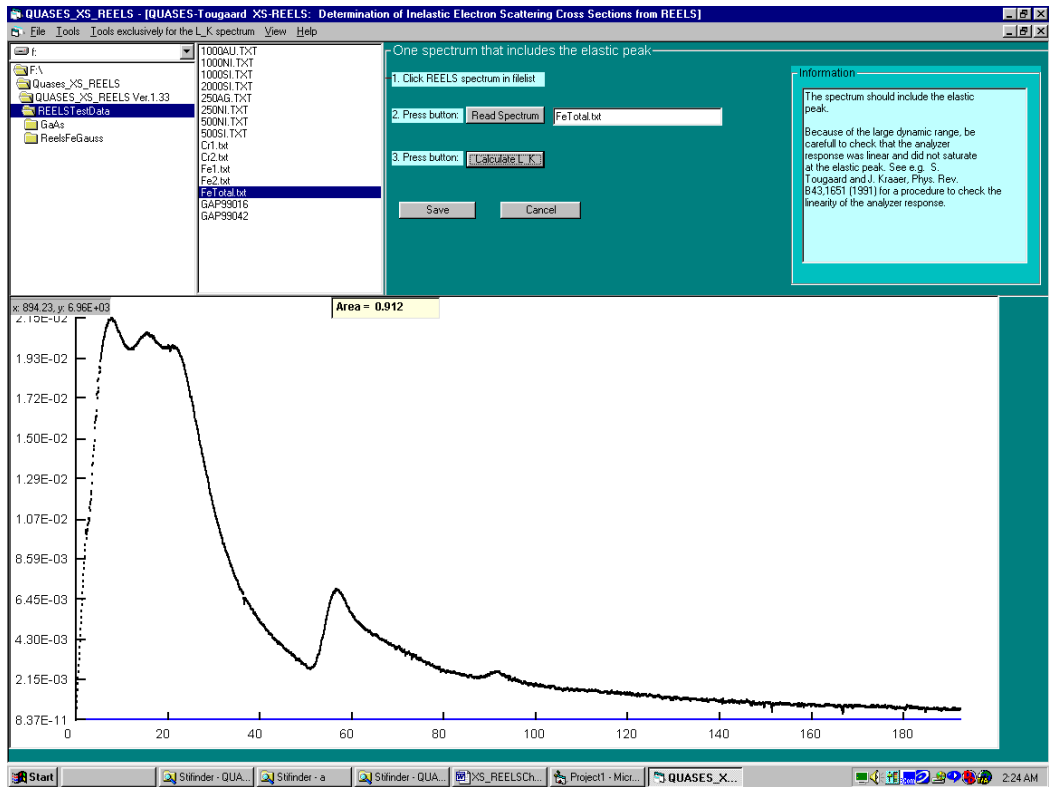 QUASES_XS_REELS - [QUASES-Tougaard XS-REELS: Determination of Inelastic Electron Scattering Cross Sections from REELS]
File Tools Tools exclusively for the L_K spectrum View Help
f:
F:\
Quases_XS_REELS
QUASES_XS_REELS Ver.1.33
REELSTestData
GaAs
ReelsFeGauss
1000AU.TXT
1000NI.TXT
1000SI.TXT
2000SI.TXT
250AG.TXT
250NI.TXT
500NI.TXT
500SI.TXT
Cr1.txt
Cr2.txt
Fe1.txt
Fe2.txt
FeTotal.txt
GAP99016
GAP99042
One spectrum that includes the elastic peak
1. Click REELS spectrum in filelist
2. Press button: Read Spectrum FeTotal.txt
3. Press button: Calculate L_K
Save Cancel
Information
The spectrum should include the elastic
peak.
Because of the large dynamic range, be
carefull to check that the analyzer
response was linear and did not saturate
at the elastic peak. See e.g. S.
Tougaard and J. Kraaer, Phys. Rev.
B43,1651 (1991) for a procedure to check the
linearity of the analyzer response.
x: 894.23, y: 6.96E+03
Area = 0.912
2.15E-02
1.93E-02
1.72E-02
1.50E-02
1.29E-02
1.07E-02
8.59E-03
6.45E-03
4.30E-03
2.15E-03
8.37E-11
0 20 40 60 80 100 120 140 160 180
Start Stifinder - QUA... Stifinder - a Stifinder - QUA... XS_REELSCh... Project1 - Micr... QUASES_X... 2:24 AM